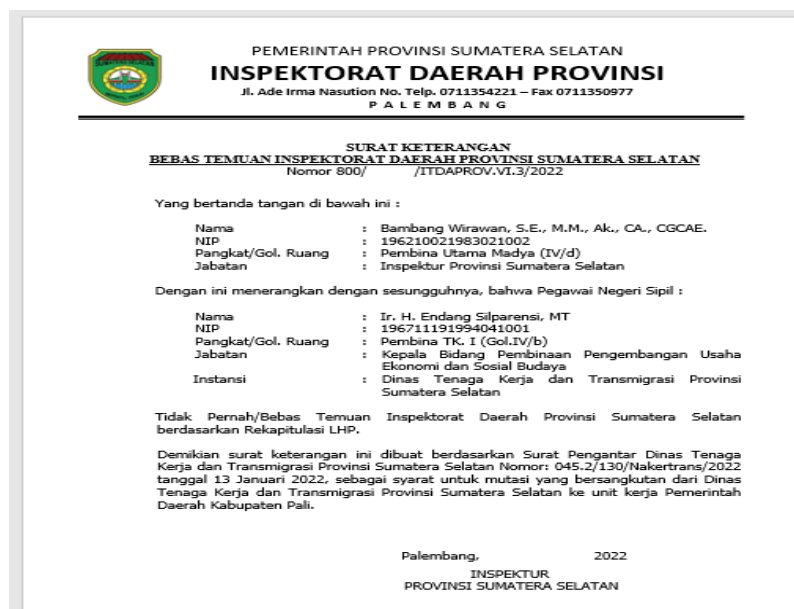 PEMERINTAH PROVINSI SUMATERA SELATAN
INSPEKTORAT DAERAH PROVINSI
Jl. Ade Irma Nasution No. Telp. 0711354221 – Fax 0711350977
P A L E M B A N G
SURAT KETERANGAN
BEBAS TEMUAN INSPEKTORAT DAERAH PROVINSI SUMATERA SELATAN
Nomor 800/ /ITDAPROV.VI.3/2022
Yang bertanda tangan di bawah ini :
Nama : Bambang Wirawan, S.E., M.M., Ak., CA., CGCAE.
NIP : 196210021983021002
Pangkat/Gol. Ruang : Pembina Utama Madya (IV/d)
Jabatan : Inspektur Provinsi Sumatera Selatan
Dengan ini menerangkan dengan sesungguhnya, bahwa Pegawai Negeri Sipil :
Nama : Ir. H. Endang Silparensi, MT
NIP : 196711191994041001
Pangkat/Gol. Ruang : Pembina TK. I (Gol.IV/b)
Jabatan : Kepala Bidang Pembinaan Pengembangan Usaha
Ekonomi dan Sosial Budaya
Instansi : Dinas Tenaga Kerja dan Transmigrasi Provinsi
Sumatera Selatan
Tidak Pernah/Bebas Temuan Inspektorat Daerah Provinsi Sumatera Selatan
berdasarkan Rekapitulasi LHP.
Demikian surat keterangan ini dibuat berdasarkan Surat Pengantar Dinas Tenaga
Kerja dan Transmigrasi Provinsi Sumatera Selatan Nomor: 045.2/130/Nakertrans/2022
tanggal 13 Januari 2022, sebagai syarat untuk mutasi yang bersangkutan dari Dinas
Tenaga Kerja dan Transmigrasi Provinsi Sumatera Selatan ke unit kerja Pemerintah
Daerah Kabupaten Pali.
Palembang, 2022
INSPEKTUR
PROVINSI SUMATERA SELATAN